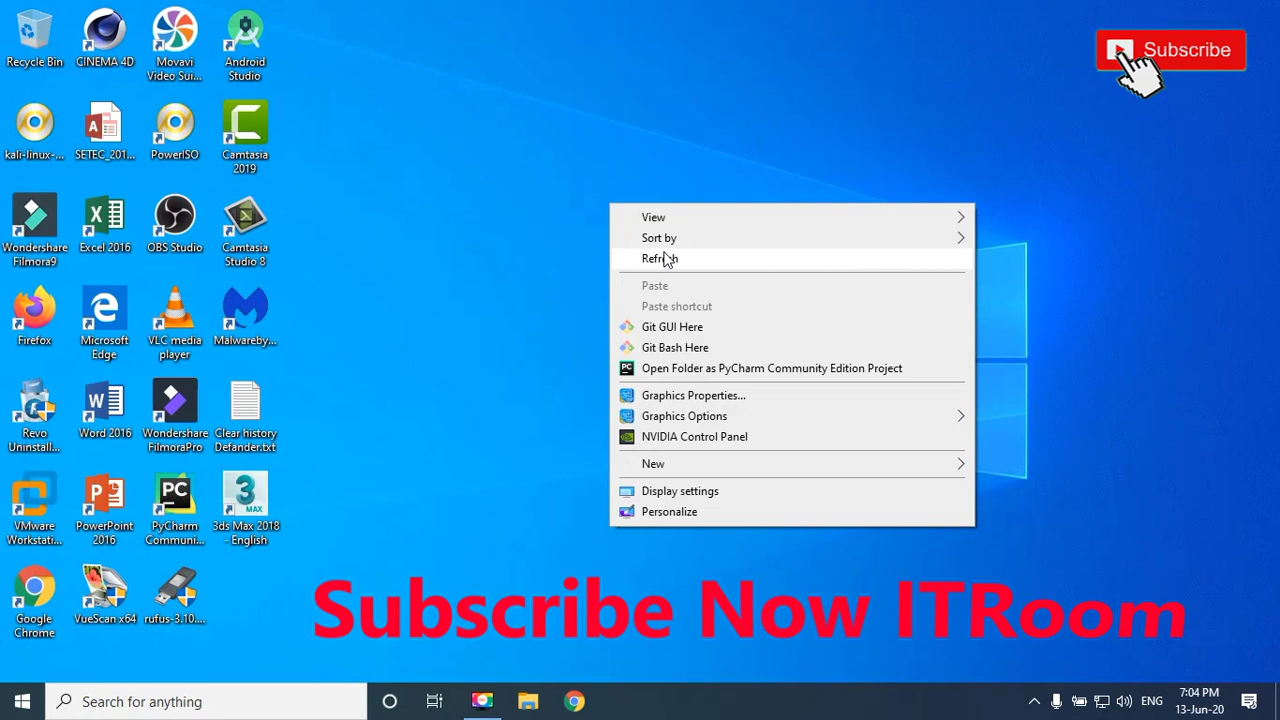 Recycle Bin
CINEMA 4D
Movavi
Video Sui...
Android
Studio
kali-linux-...
SETEC_201...
PowerISO
Camtasia
2019
Wondershare
Filmora9
Excel 2016
OBS Studio
Camtasia
Studio 8
Firefox
Microsoft
Edge
VLC media
player
Malwareby...
Revo
Uninstall...
Word 2016
Wondershare
FilmoraPro
Clear history
Defander.txt
VMware
Workstati...
PowerPoint
2016
PyCharm
Communi...
3ds Max 2018
- English
Google
Chrome
VueScan x64
rufus-3.10....
Subscribe
View
Sort by
Refresh
Paste
Paste shortcut
Git GUI Here
Git Bash Here
Open Folder as PyCharm Community Edition Project
Graphics Properties...
Graphics Options
NVIDIA Control Panel
New
Display settings
Personalize
Subscribe Now ITRoom
Search for anything
ENG
7:04 PM
13-Jun-20